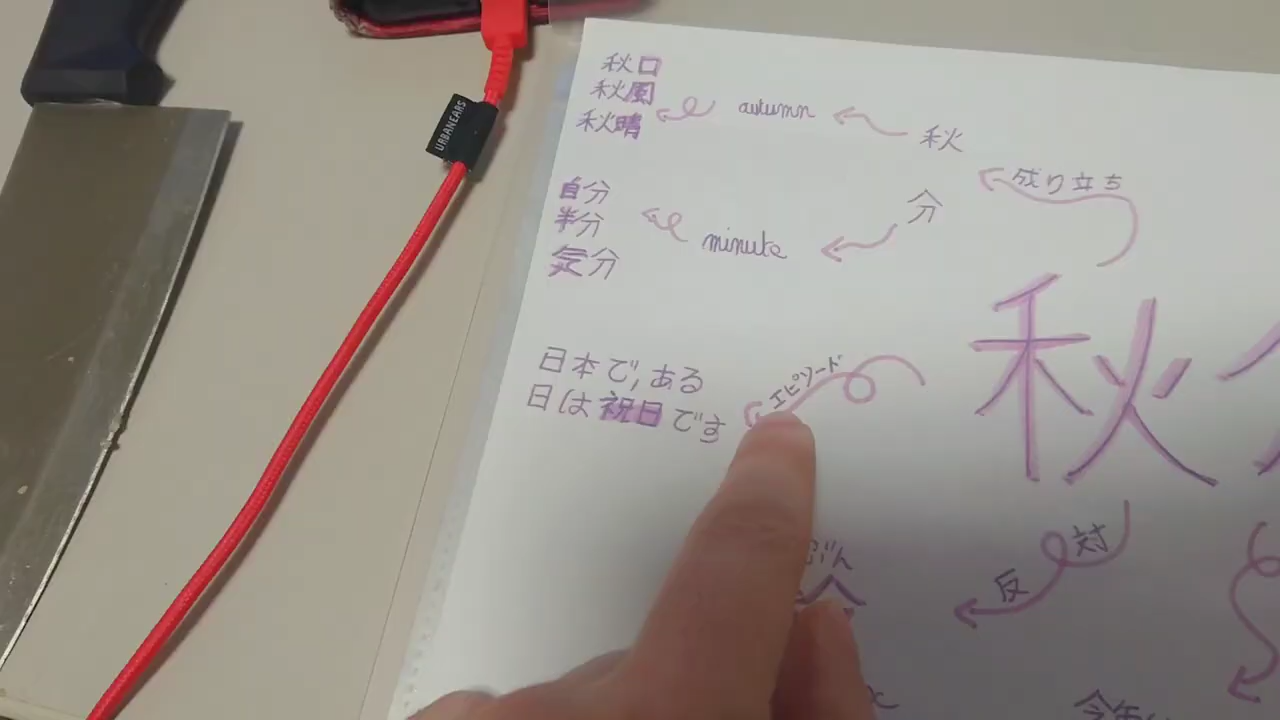 URBANEARS
秋口
秋風
秋晴
autumn
秋
成り立ち
自分
半分
気分
minute
分
日本で,ある
日は祝日です
エピソード
秋
ぶん
反対